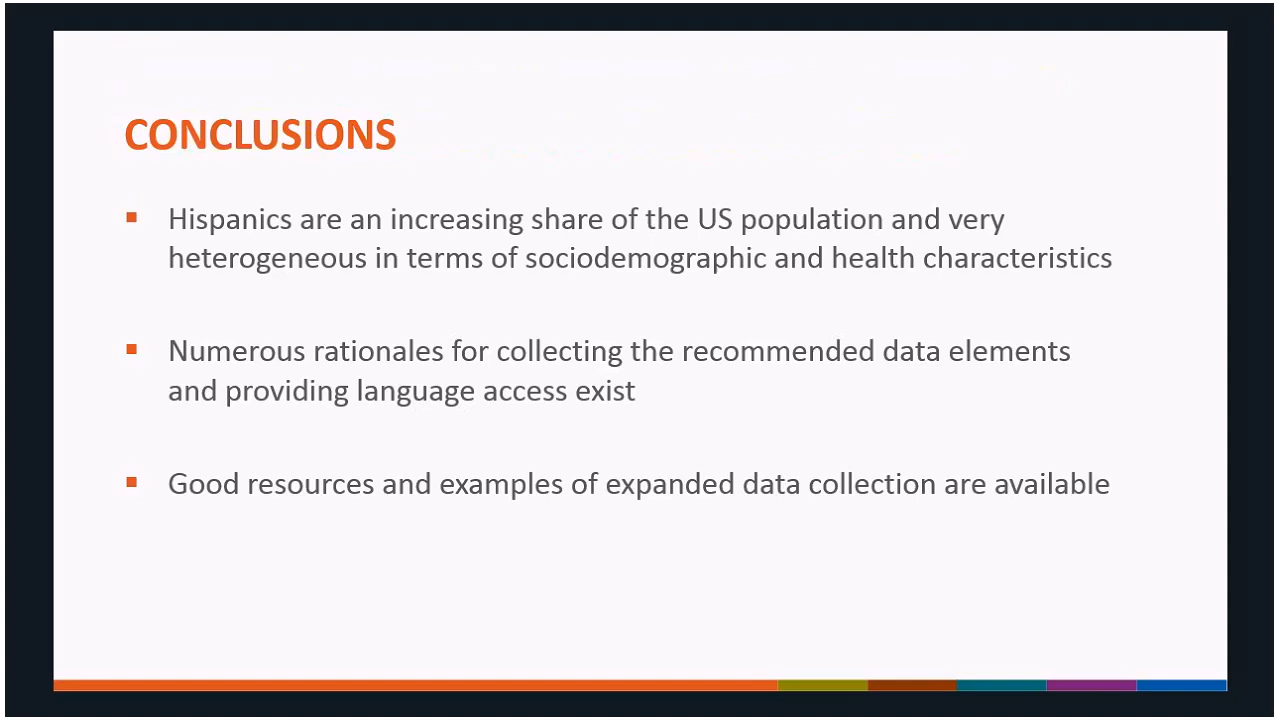 CONCLUSIONS
Hispanics are an increasing share of the US population and very
heterogeneous in terms of sociodemographic and health characteristics
Numerous rationales for collecting the recommended data elements
and providing language access exist
Good resources and examples of expanded data collection are available